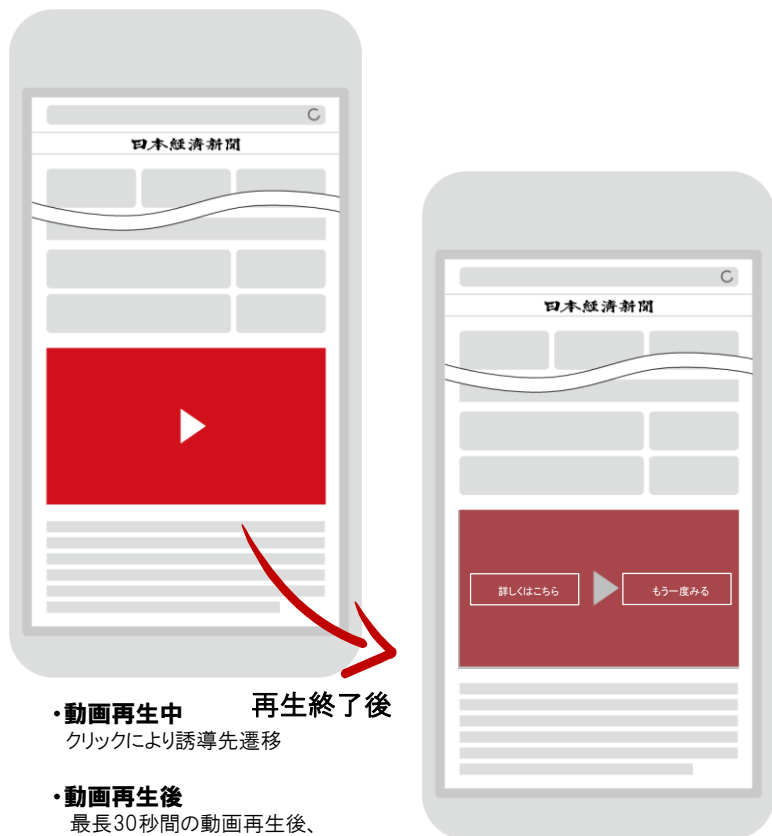 日本経済新聞
日本経済新聞
詳しくはこちら
もう一度みる
再生終了後
・動画再生中
クリックにより誘導先遷移
・動画再生後
最長30秒間の動画再生後、